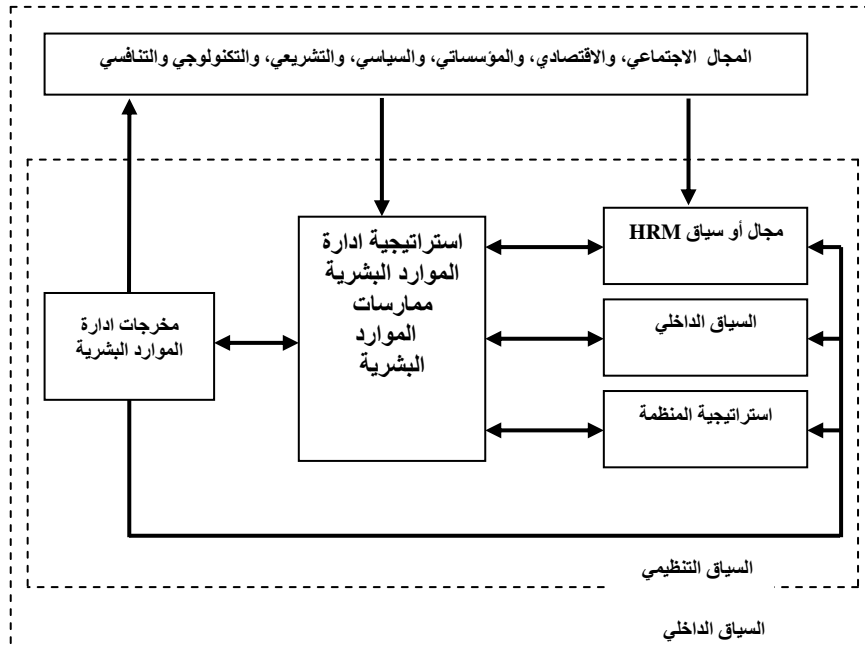 المجال الاجتماعي، والاقتصادي، والمؤسساتي، والسياسي، والتشريعي، والتكنولوجي والتنافسي
مجال أو سياق HRM
السياق الداخلي
استراتيجية المنظمة
استراتيجية ادارة
الموارد البشرية
ممارسات
الموارد
البشرية
مخرجات ادارة
الموارد البشرية
السياق التنظيمي
السياق الداخلي